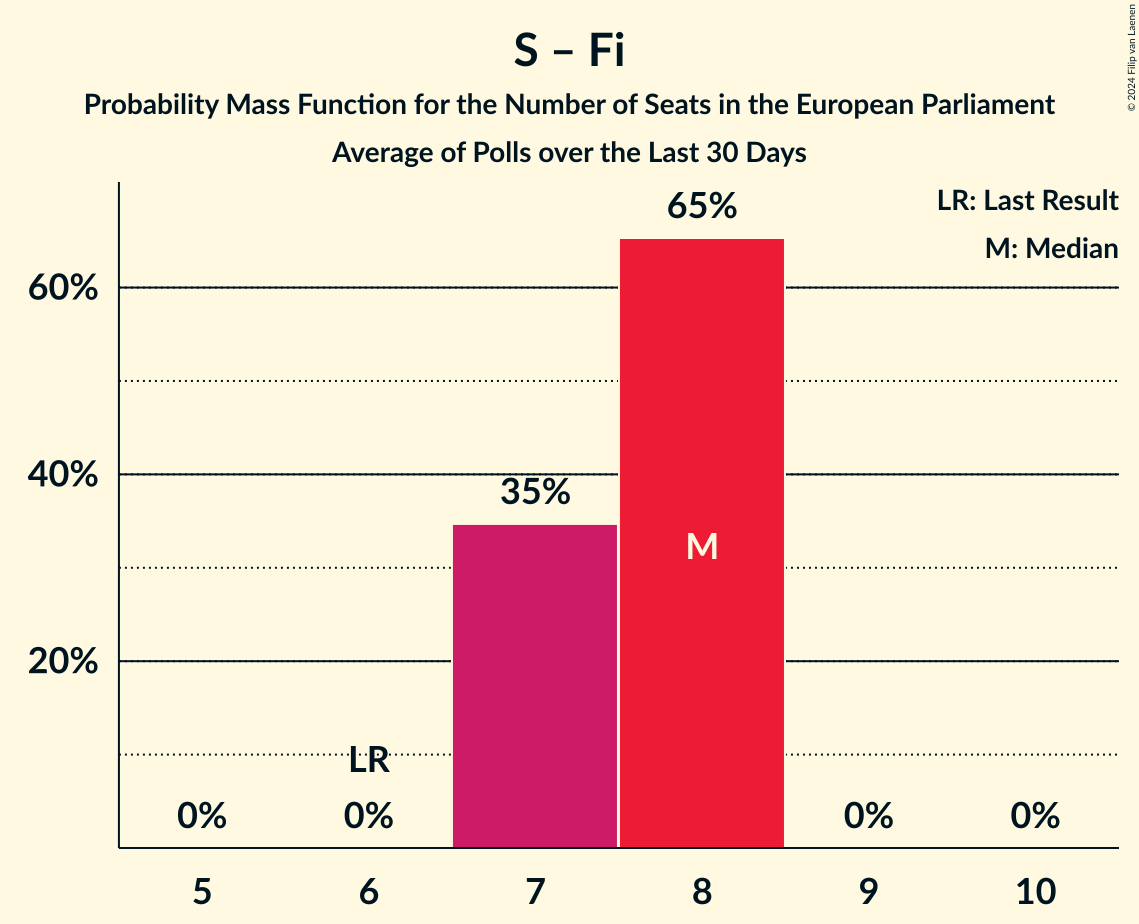 S – Fi
Probability Mass Function for the Number of Seats in the European Parliament
Average of Polls over the Last 30 Days
© 2024 Filip van Laenen
LR: Last Result
M: Median
65%
60%
40%
35%
M
20%
LR
0%
0%
0%
0%
5
6
7
8
9
10